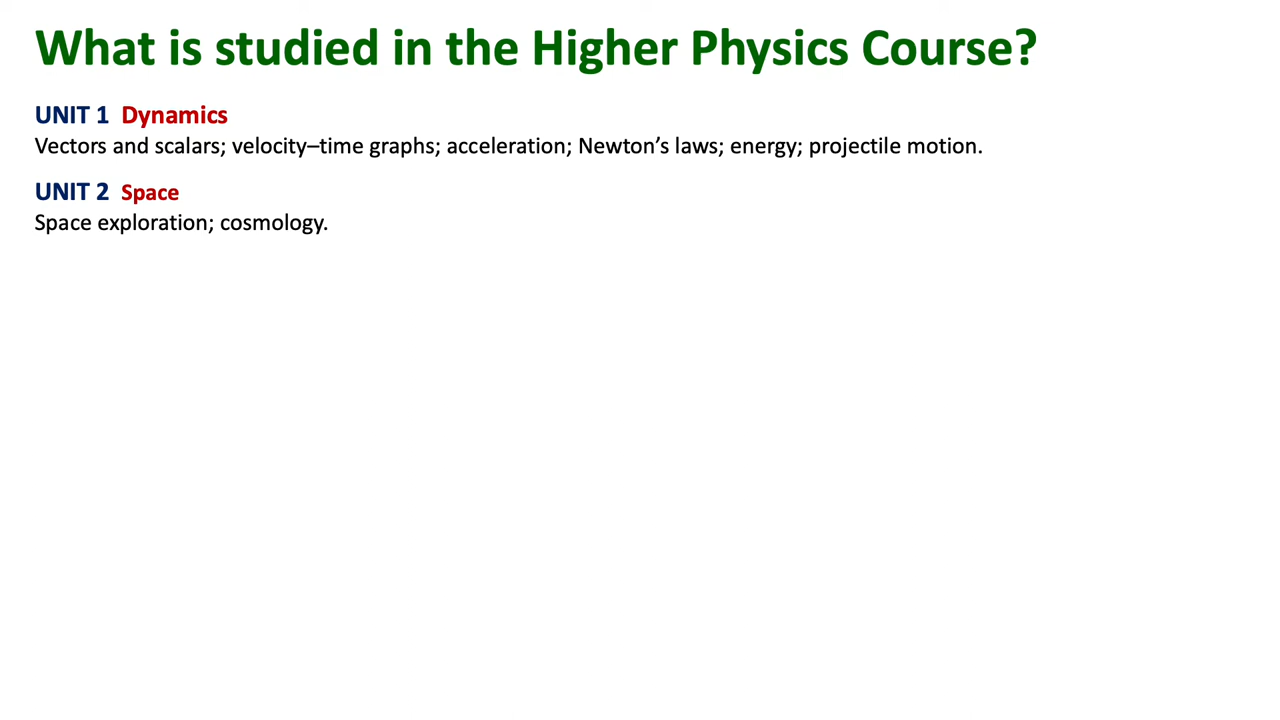 What is studied in the Higher Physics Course?
UNIT 1 Dynamics
Vectors and scalars; velocity–time graphs; acceleration; Newton’s laws; energy; projectile motion.
UNIT 2 Space
Space exploration; cosmology.